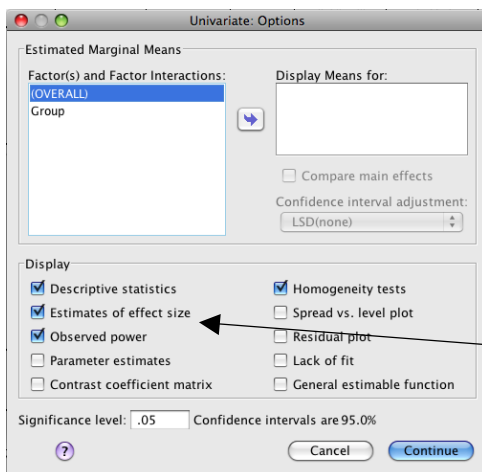 Univariate: Options
Estimated Marginal Means
Factor(s) and Factor Interactions:
(OVERALL)
Group
Display Means for:
Compare main effects
Confidence interval adjustment:
LSD(none)
Display
Descriptive statistics
Estimates of effect size
Observed power
Parameter estimates
Contrast coefficient matrix
Homogeneity tests
Spread vs. level plot
Residual plot
Lack of fit
General estimable function
Significance level: .05 Confidence intervals are 95.0%
? Cancel Continue